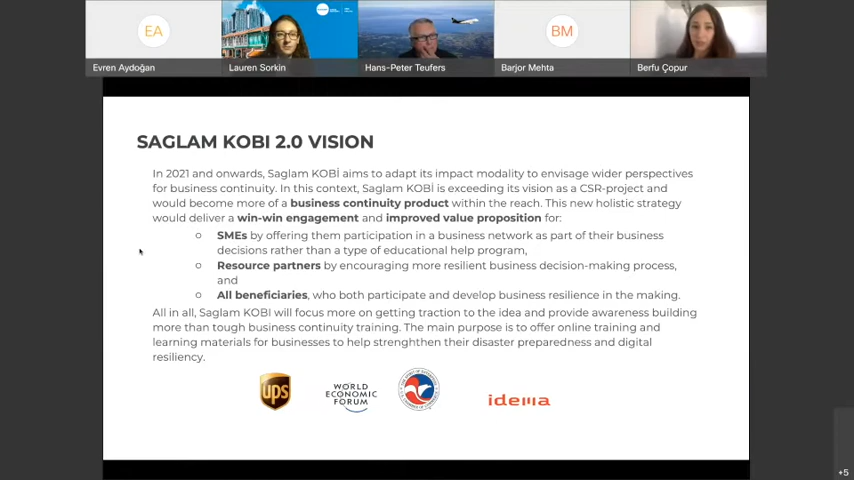 EA
BM
Evren Aydoğan
Lauren Sorkin
Hans-Peter Teufers
Barjor Mehta
Berfu Çopur
SAGLAM KOBI 2.0 VISION
In 2021 and onwards, Saglam KOBİ aims to adapt its impact modality to envisage wider perspectives
for business continuity. In this context, Saglam KOBİ is exceeding its vision as a CSR-project and
would become more of a business continuity product within the reach. This new holistic strategy
would deliver a win-win engagement and improved value proposition for:
SMEs by offering them participation in a business network as part of their business
decisions rather than a type of educational help program,
Resource partners by encouraging more resilient business decision-making process,
and
All beneficiaries, who both participate and develop business resilience in the making.
All in all, Saglam KOBI will focus more on getting traction to the idea and provide awareness building
more than tough business continuity training. The main purpose is to offer online training and
learning materials for businesses to help strenghthen their disaster preparedness and digital
resiliency.
ups
WORLD
ECONOMIC
FORUM
idema
+5